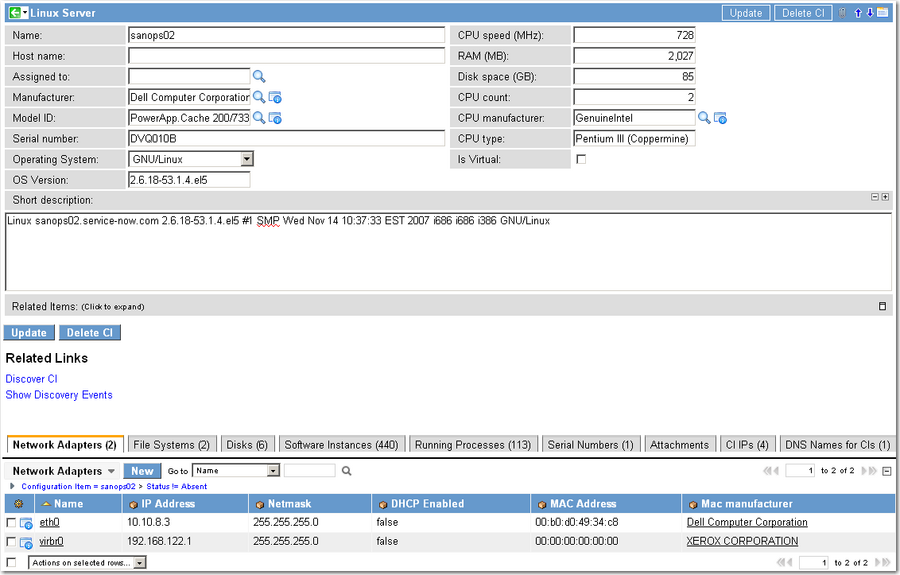 Linux Server Update Delete CI
Name: sanops02 CPU speed (MHz): 728
Host name: RAM (MB): 2,027
Assigned to: Disk space (GB): 85
Manufacturer: Dell Computer Corporation CPU count: 2
Model ID: PowerApp.Cache 200/733 CPU manufacturer: GenuineIntel
Serial number: DVQ010B CPU type: Pentium III (Coppermine)
Operating System: GNU/Linux Is Virtual:
OS Version: 2.6.18-53.1.4.el5
Short description:
Linux sanops02.service-now.com 2.6.18-53.1.4.el5 #1 SMP Wed Nov 14 10:37:33 EST 2007 i686 i686 i386 GNU/Linux
Related Items: (Click to expand)
Update Delete CI
Related Links
Discover CI
Show Discovery Events
Network Adapters (2) File Systems (2) Disks (6) Software Instances (440) Running Processes (113) Serial Numbers (1) Attachments CI IPs (4) DNS Names for CIs (1)
Network Adapters New Go to Name 1 to 2 of 2
Configuration Item = sanops02 > Status != Absent
Name IP Address Netmask DHCP Enabled MAC Address Mac manufacturer
eth0 10.10.8.3 255.255.255.0 false 00:b0:d0:49:34:c8 Dell Computer Corporation
virbr0 192.168.122.1 255.255.255.0 false 00:00:00:00:00:00 XEROX CORPORATION
Actions on selected rows... 1 to 2 of 2